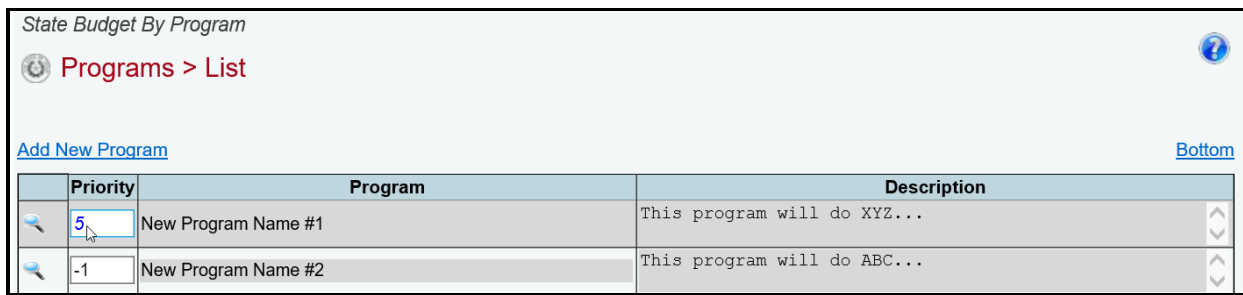 State Budget By Program
Programs > List
Add New Program
Bottom
Priority Program Description
5 New Program Name #1 This program will do XYZ...
-1 New Program Name #2 This program will do ABC...